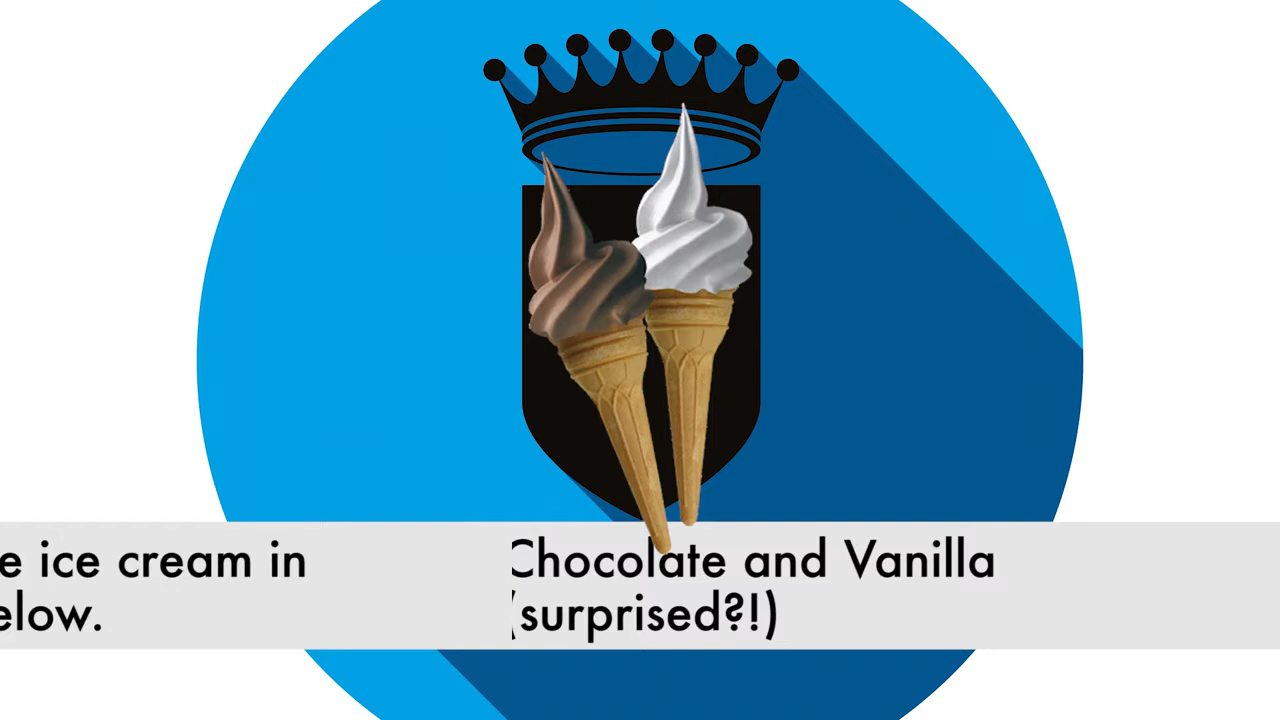 e ice cream in
elow.
Chocolate and Vanilla
(surprised?!)